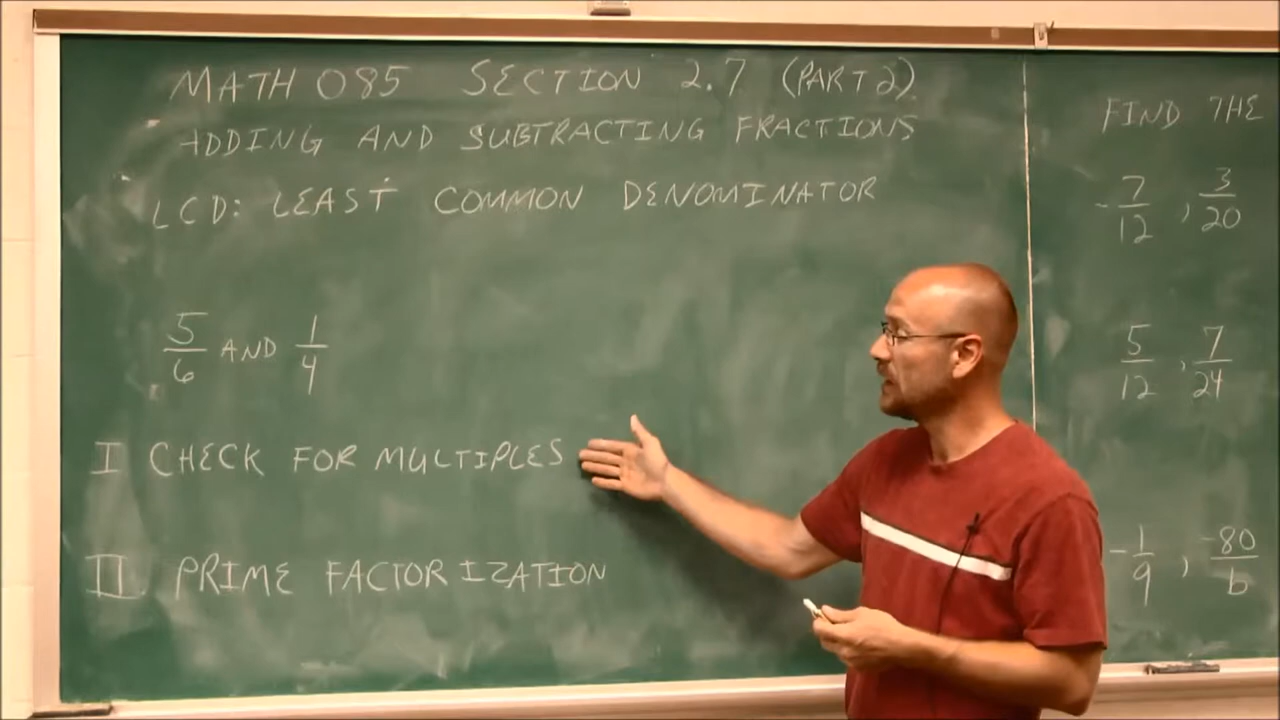 MATH 085 SECTION 2.7 (PART 2)
ADDING AND SUBTRACTING FRACTIONS
LCD: LEAST COMMON DENOMINATOR
5/6 AND 1/4
I CHECK FOR MULTIPLES
II. PRIME FACTORIZATION
FIND THE
-7/12, 3/20
5/12, 7/24
-1/9, -80/b